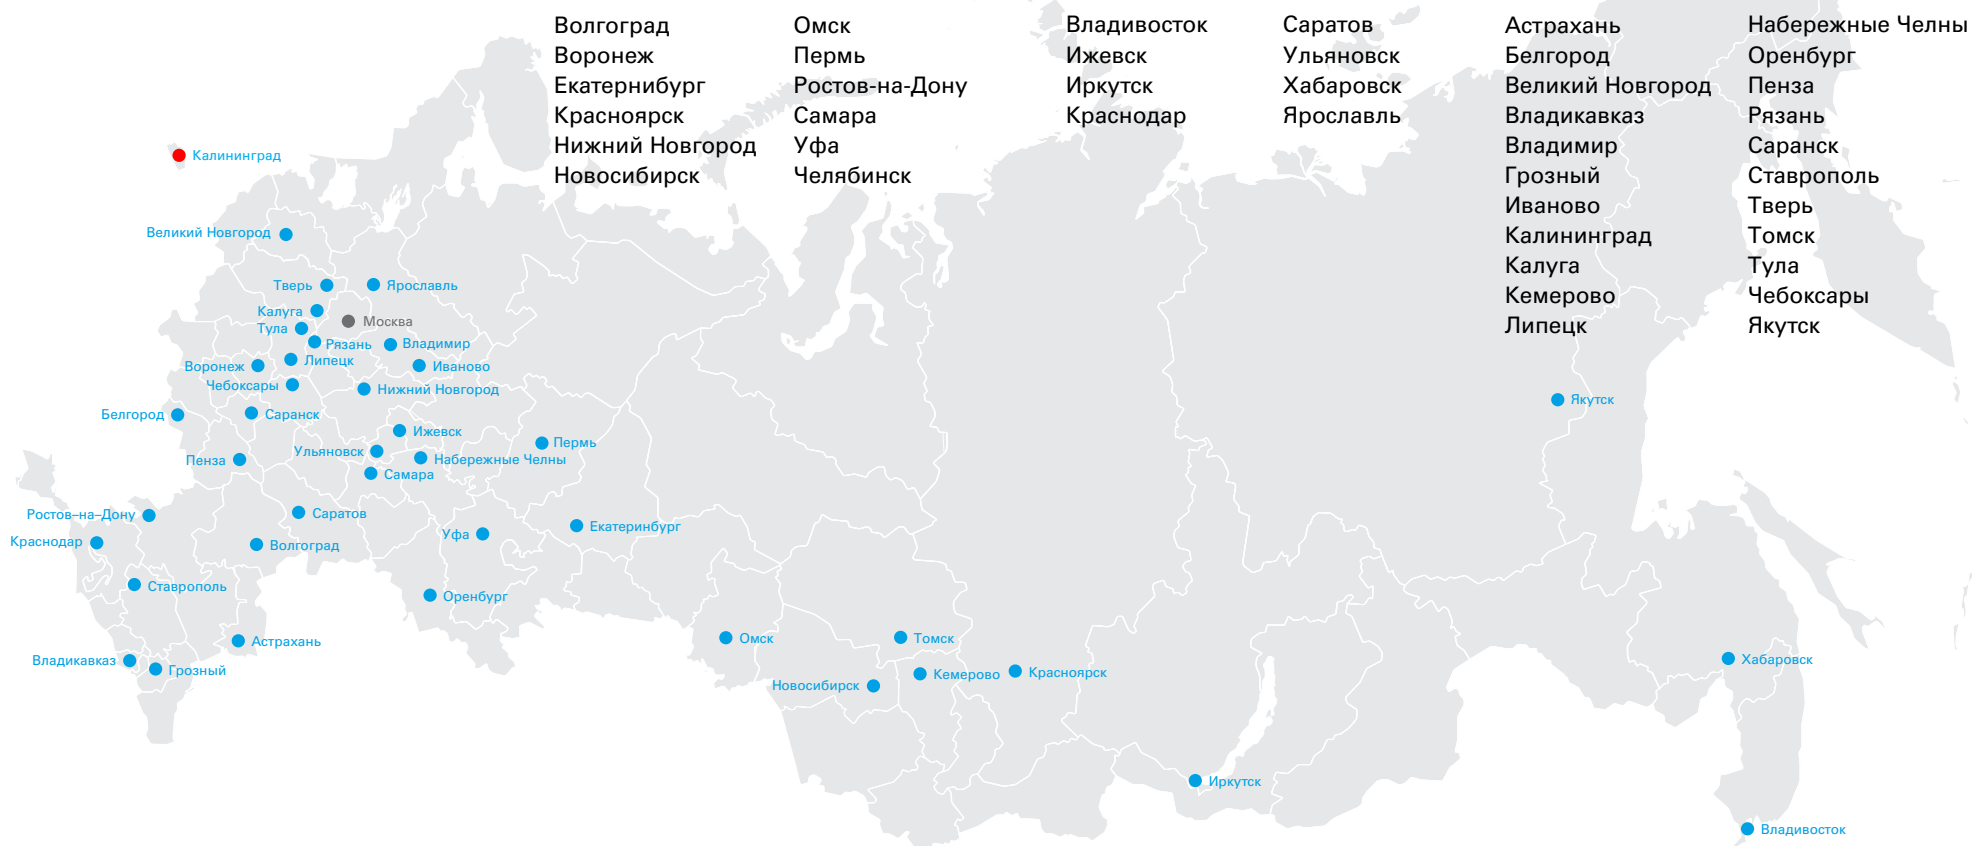 Волгоград
Воронеж
Екатернибург
Красноярск
Нижний Новгород
Новосибирск
Омск
Пермь
Ростов-на-Дону
Самара
Уфа
Челябинск
Владивосток
Ижевск
Иркутск
Краснодар
Саратов
Ульяновск
Хабаровск
Ярославль
Астрахань
Белгород
Великий Новгород
Владикавказ
Владимир
Грозный
Иваново
Калининград
Калуга
Кемерово
Липецк
Набережные Челны
Оренбург
Пенза
Рязань
Саранск
Ставрополь
Тверь
Томск
Тула
Чебоксары
Якутск
Калининград
Великий Новгород
Тверь
Ярославль
Калуга
Москва
Тула
Рязань
Владимир
Липецк
Воронеж
Иваново
Чебоксары
Нижний Новгород
Белгород
Саранск
Якутск
Ижевск
Пермь
Ульяновск
Набережные Челны
Пенза
Самара
Ростов–на–Дону
Саратов
Екатеринбург
Уфа
Краснодар
Волгоград
Ставрополь
Оренбург
Астрахань
Омск
Томск
Владикавказ
Грозный
Хабаровск
Кемерово
Красноярск
Новосибирск
Иркутск
Владивосток